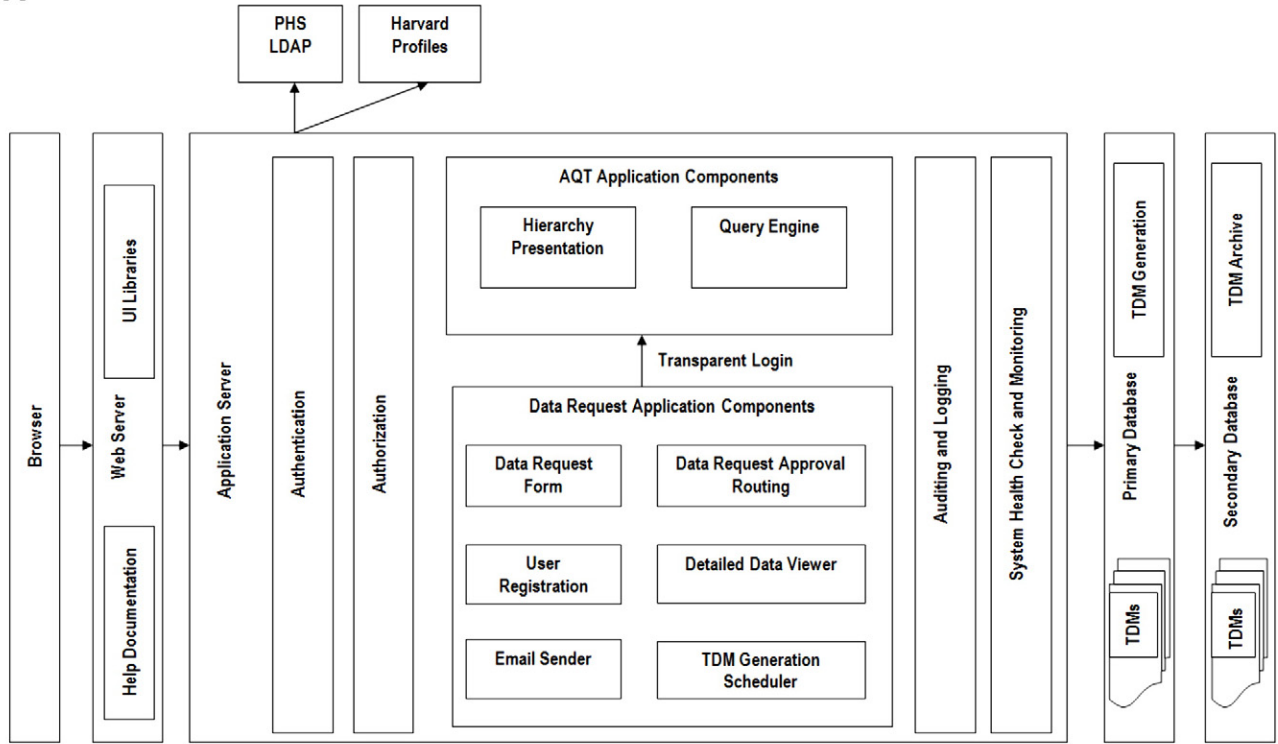 PHS
LDAP
Harvard
Profiles
Browser
UI Libraries
Web Server
Help Documentation
Application Server
Authentication
Authorization
AQT Application Components
Hierarchy
Presentation
Query Engine
Transparent Login
Data Request Application Components
Data Request
Form
Data Request Approval
Routing
User
Registration
Detailed Data Viewer
Email Sender
TDM Generation
Scheduler
Auditing and Logging
System Health Check and Monitoring
TDM Generation
Primary Database
TDMs
TDM Archive
Secondary Database
TDMs